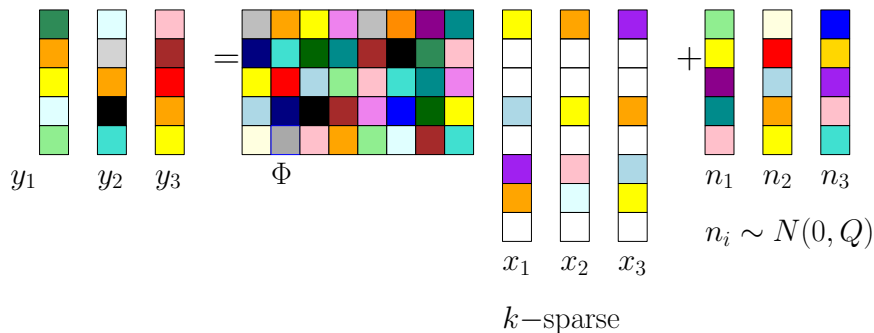 = +
y₁ y₂ y₃ Φ n₁ n₂ n₃
nᵢ ∼ N(0, Q)
x₁ x₂ x₃
k−sparse